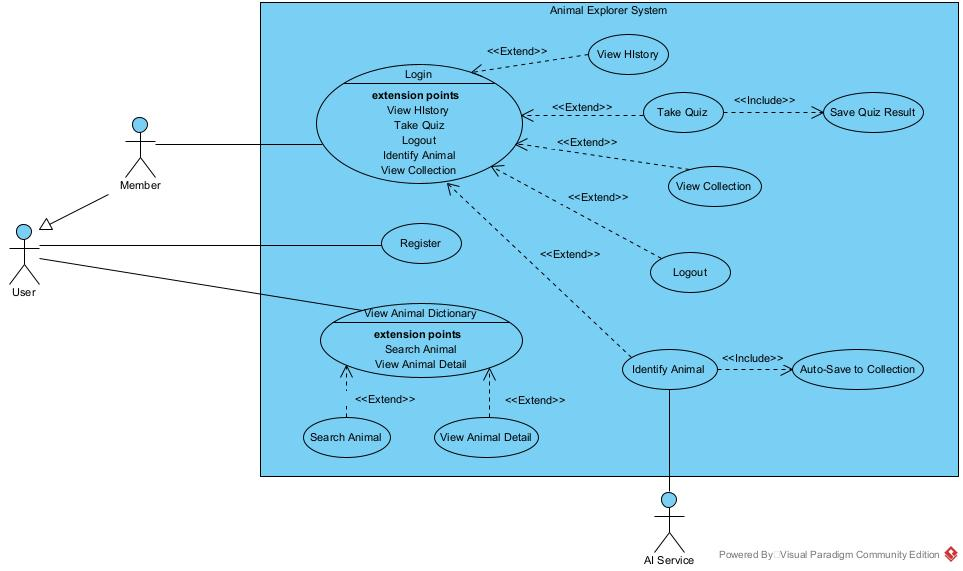 Animal Explorer System
<<Extend>>
View HIstory
Login
extension points
View HIstory
Take Quiz
Logout
Identify Animal
View Collection
<<Extend>>
Take Quiz
<<Include>>
Save Quiz Result
<<Extend>>
View Collection
Member
<<Extend>>
Register
<<Extend>>
Logout
User
View Animal Dictionary
extension points
Search Animal
View Animal Detail
<<Include>>
Identify Animal
Auto-Save to Collection
<<Extend>>
<<Extend>>
Search Animal
View Animal Detail
AI Service
Powered By Visual Paradigm Community Edition